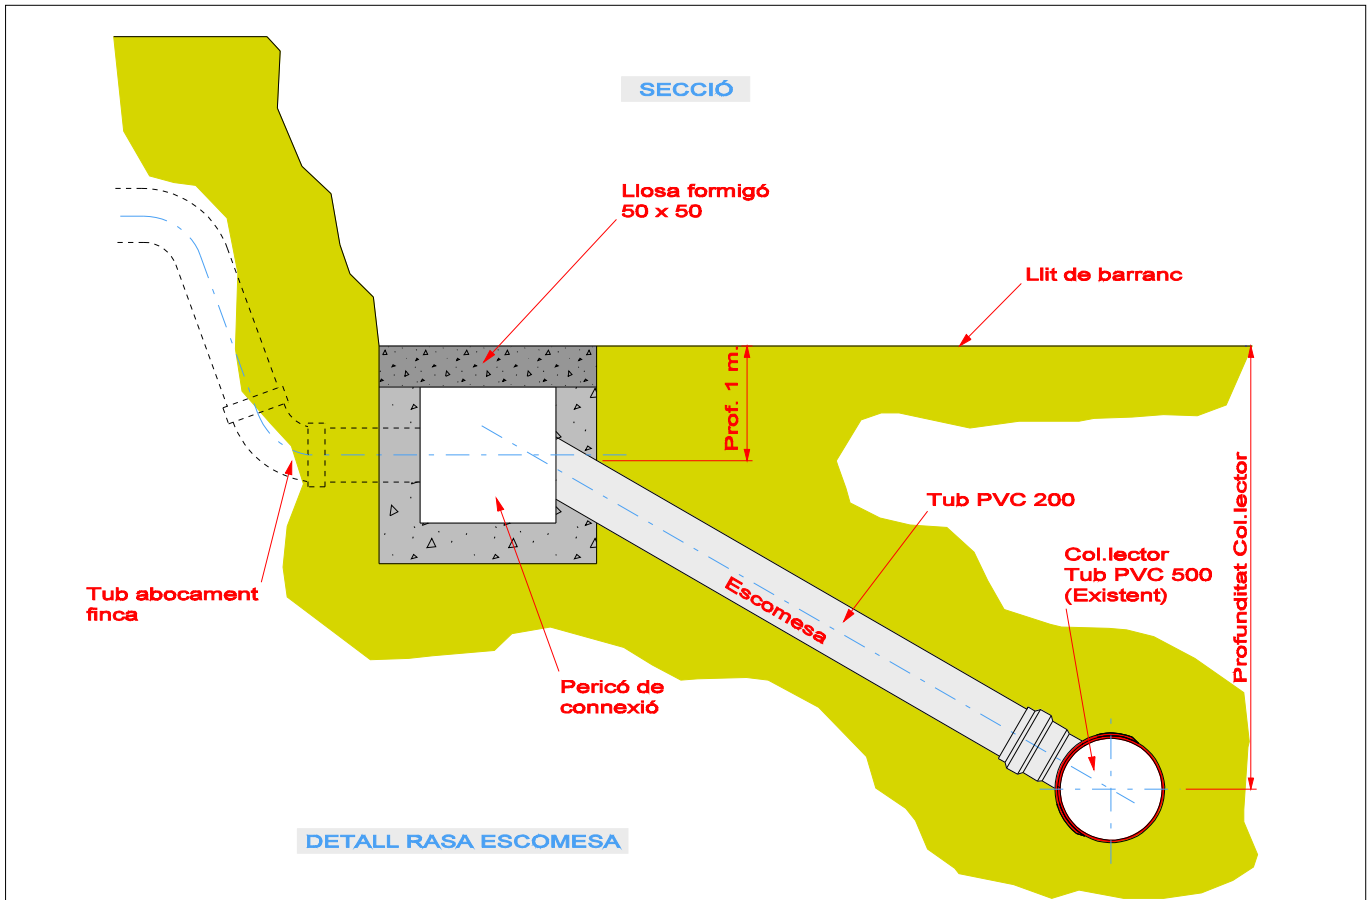 SECCIÓ
Llosa formigó
50 x 50
Llit de barranc
Prof. 1 m.
Tub PVC 200
Profunditat Col.lector
Col.lector
Tub PVC 500
(Existent)
Tub abocament
finca
Escomesa
Pericó de
connexió
DETALL RASA ESCOMESA